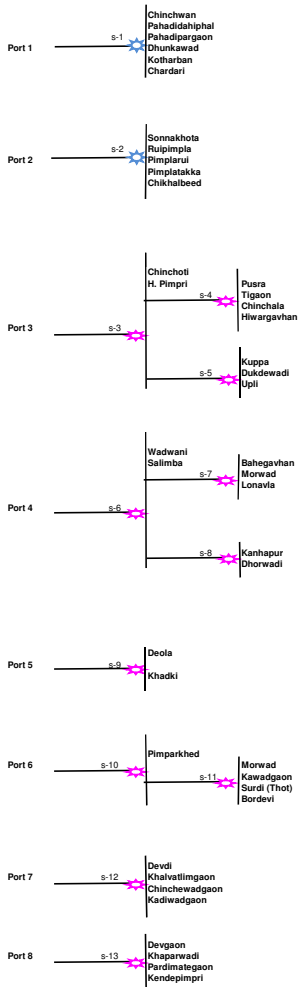 Port 1
s-1
Chinchwan
Pahadidahiphal
Pahadipargaon
Dhunkawad
Kotharban
Chardari
Port 2
s-2
Sonnakhota
Ruipimpla
Pimplarui
Pimplatakka
Chikhalbeed
Port 3
s-3
Chinchoti
H. Pimpri
s-4
Pusra
Tigaon
Chinchala
Hiwargavhan
s-5
Kuppa
Dukdewadi
Upli
Port 4
s-6
Wadwani
Salimba
s-7
Bahegavhan
Morwad
Lonavla
s-8
Kanhapur
Dhorwadi
Port 5
s-9
Deola
Khadki
Port 6
s-10
Pimparkhed
s-11
Morwad
Kawadgaon
Surdi (Thot)
Bordevi
Port 7
s-12
Devdi
Khalvatlimgaon
Chinchewadgaon
Kadiwadgaon
Port 8
s-13
Devgaon
Khaparwadi
Pardimategaon
Kendepimpri